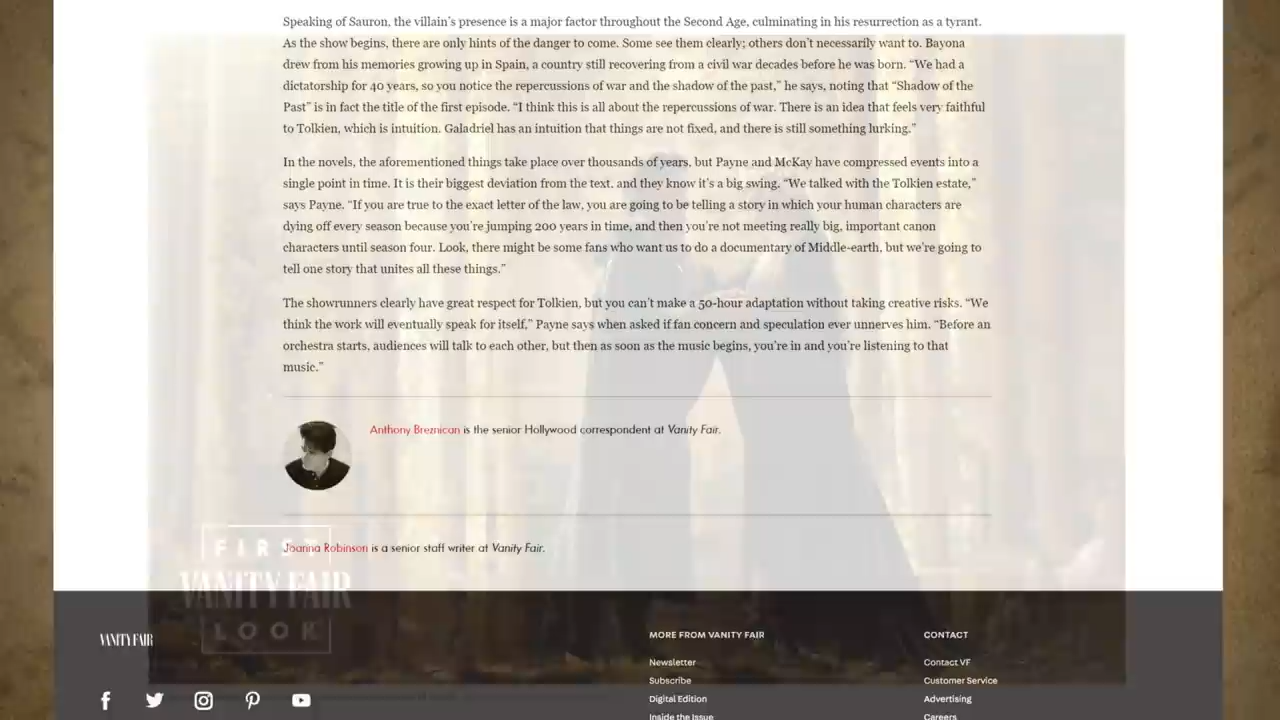 Speaking of Sauron, the villain’s presence is a major factor throughout the Second Age, culminating in his resurrection as a tyrant.
As the show begins, there are only hints of the danger to come. Some see them clearly; others don’t necessarily want to. Bayona
drew from his memories growing up in Spain, a country still recovering from a civil war decades before he was born. “We had a
dictatorship for 40 years, so you notice the repercussions of war and the shadow of the past,” he says, noting that “Shadow of the
Past” is in fact the title of the first episode. “I think this is all about the repercussions of war. There is an idea that feels very faithful
to Tolkien, which is intuition. Galadriel has an intuition that things are not fixed, and there is still something lurking.”
In the novels, the aforementioned things take place over thousands of years, but Payne and McKay have compressed events into a
single point in time. It is their biggest deviation from the text, and they know it’s a big swing. “We talked with the Tolkien estate,”
says Payne. “If you are true to the exact letter of the law, you are going to be telling a story in which your human characters are
dying off every season because you’re jumping 200 years in time, and then you’re not meeting really big, important canon
characters until season four. Look, there might be some fans who want us to do a documentary of Middle-earth, but we’re going to
tell one story that unites all these things.”
The showrunners clearly have great respect for Tolkien, but you can’t make a 50-hour adaptation without taking creative risks. “We
think the work will eventually speak for itself,” Payne says when asked if fan concern and speculation ever unnerves him. “Before an
orchestra starts, audiences will talk to each other, but then as soon as the music begins, you’re in and you’re listening to that
music.”
Anthony Breznican is the senior Hollywood correspondent at Vanity Fair.
Joanna Robinson is a senior staff writer at Vanity Fair.
FIRST
VANITY FAIR
LOOK
VANITY FAIR
MORE FROM VANITY FAIR
Newsletter
Subscribe
Digital Edition
Inside the Issue
CONTACT
Contact VF
Customer Service
Advertising
Careers